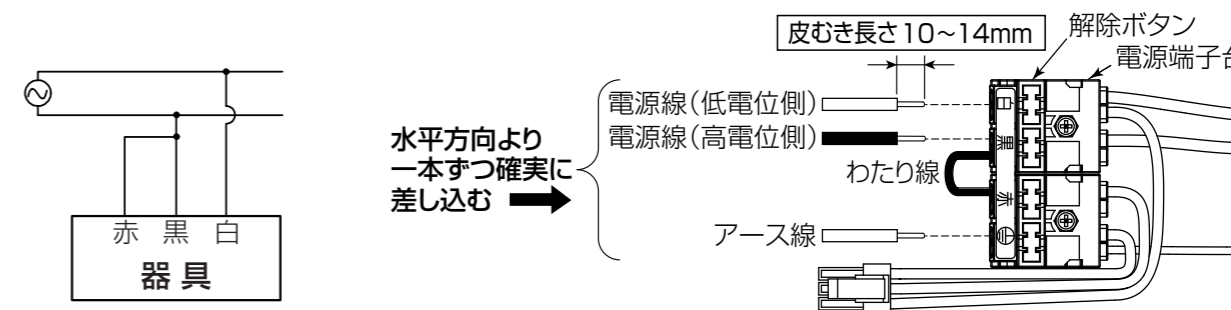 赤 黒 白
器具
水平方向より
一本ずつ確実に
差し込む
皮むき長さ10~14mm
解除ボタン
電源端子台
電源線(低電位側)
電源線(高電位側)
わたり線
アース線
白
黒
赤